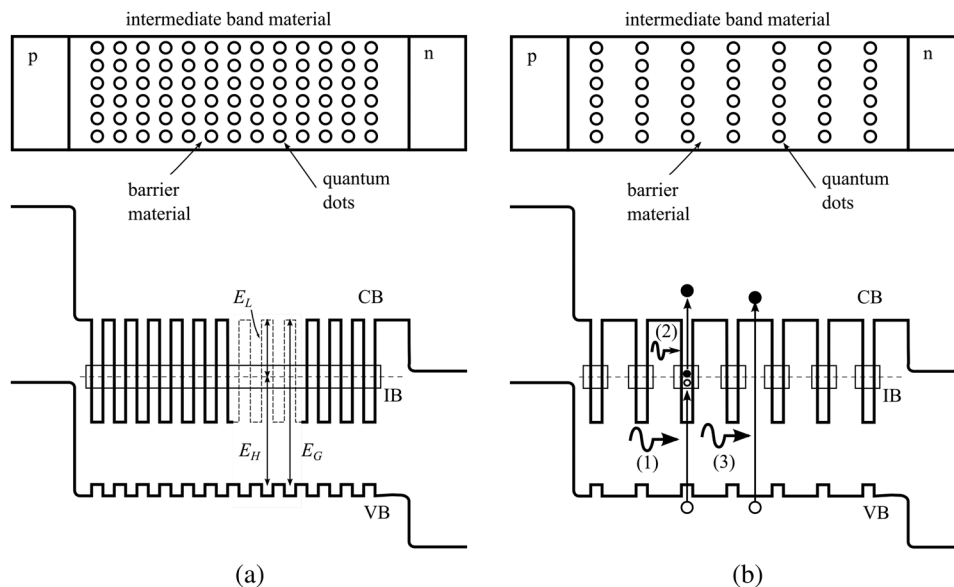 intermediate band material
p
n
barrier
material
quantum
dots
E_L
CB
IB
E_H
E_G
VB
(a)
intermediate band material
p
n
barrier
material
quantum
dots
CB
(2)
IB
(1)
(3)
VB
(b)